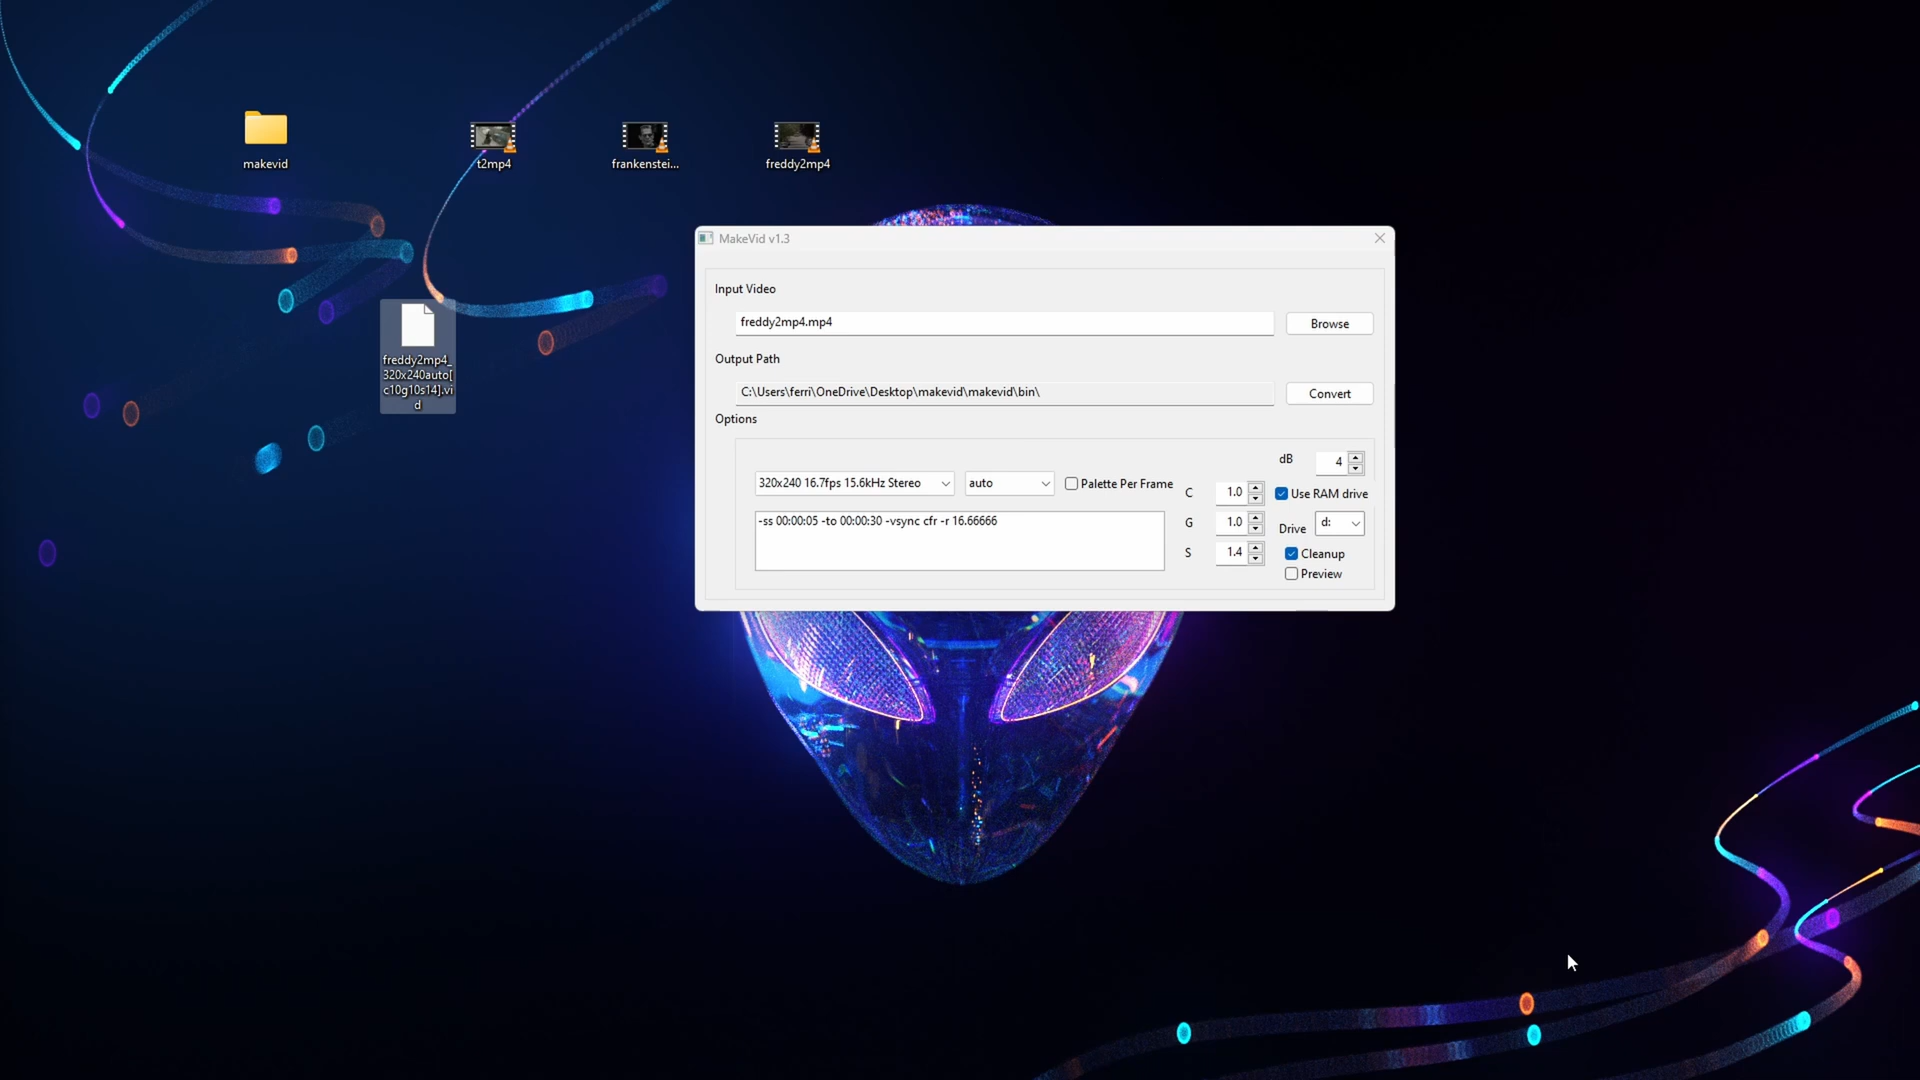 makevid
t2mp4
frankenstei...
freddy2mp4
freddy2mp4_
320x240auto[
c10g10s14].vi
d
MakeVid v1.3
Input Video
freddy2mp4.mp4
Browse
Output Path
C:\Users\ferri\OneDrive\Desktop\makevid\makevid\bin\
Convert
Options
dB 4
320x240 16.7fps 15.6kHz Stereo auto Palette Per Frame C 1.0 Use RAM drive
-ss 00:00:05 -to 00:00:30 -vsync cfr -r 16.66666
G 1.0 Drive d:
S 1.4 Cleanup
Preview